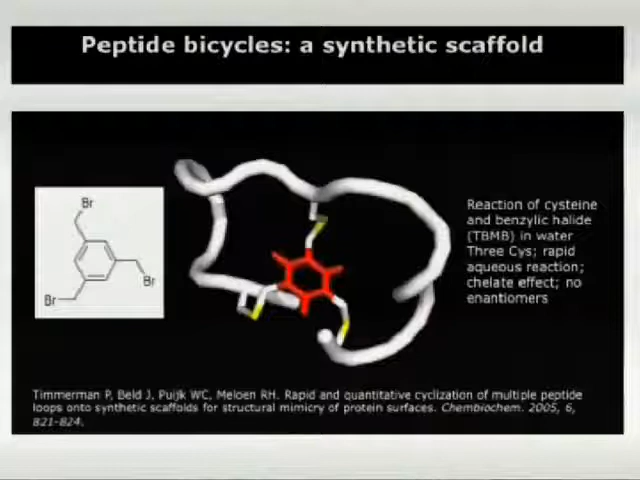 Peptide bicycles: a synthetic scaffold
Br
Br
Br
Reaction of cysteine
and benzylic halide
(TBMB) in water
Three Cys; rapid
aqueous reaction;
chelate effect; no
enantiomers
Timmerman P, Beld J, Puijk WC, Meloen RH. Rapid and quantitative cyclization of multiple peptide
loops onto synthetic scaffolds for structural mimicry of protein surfaces. Chembiochem. 2005, 6,
821-824.